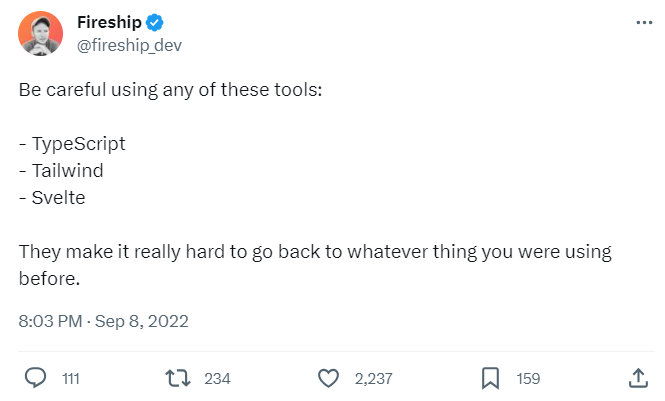 Fireship
@fireship_dev
Be careful using any of these tools:
- TypeScript
- Tailwind
- Svelte
They make it really hard to go back to whatever thing you were using
before.
8:03 PM · Sep 8, 2022
111 234 2,237 159